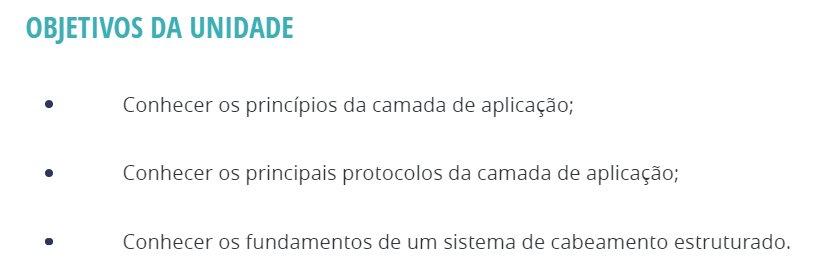 OBJETIVOS DA UNIDADE
• Conhecer os princípios da camada de aplicação;
• Conhecer os principais protocolos da camada de aplicação;
• Conhecer os fundamentos de um sistema de cabeamento estruturado.